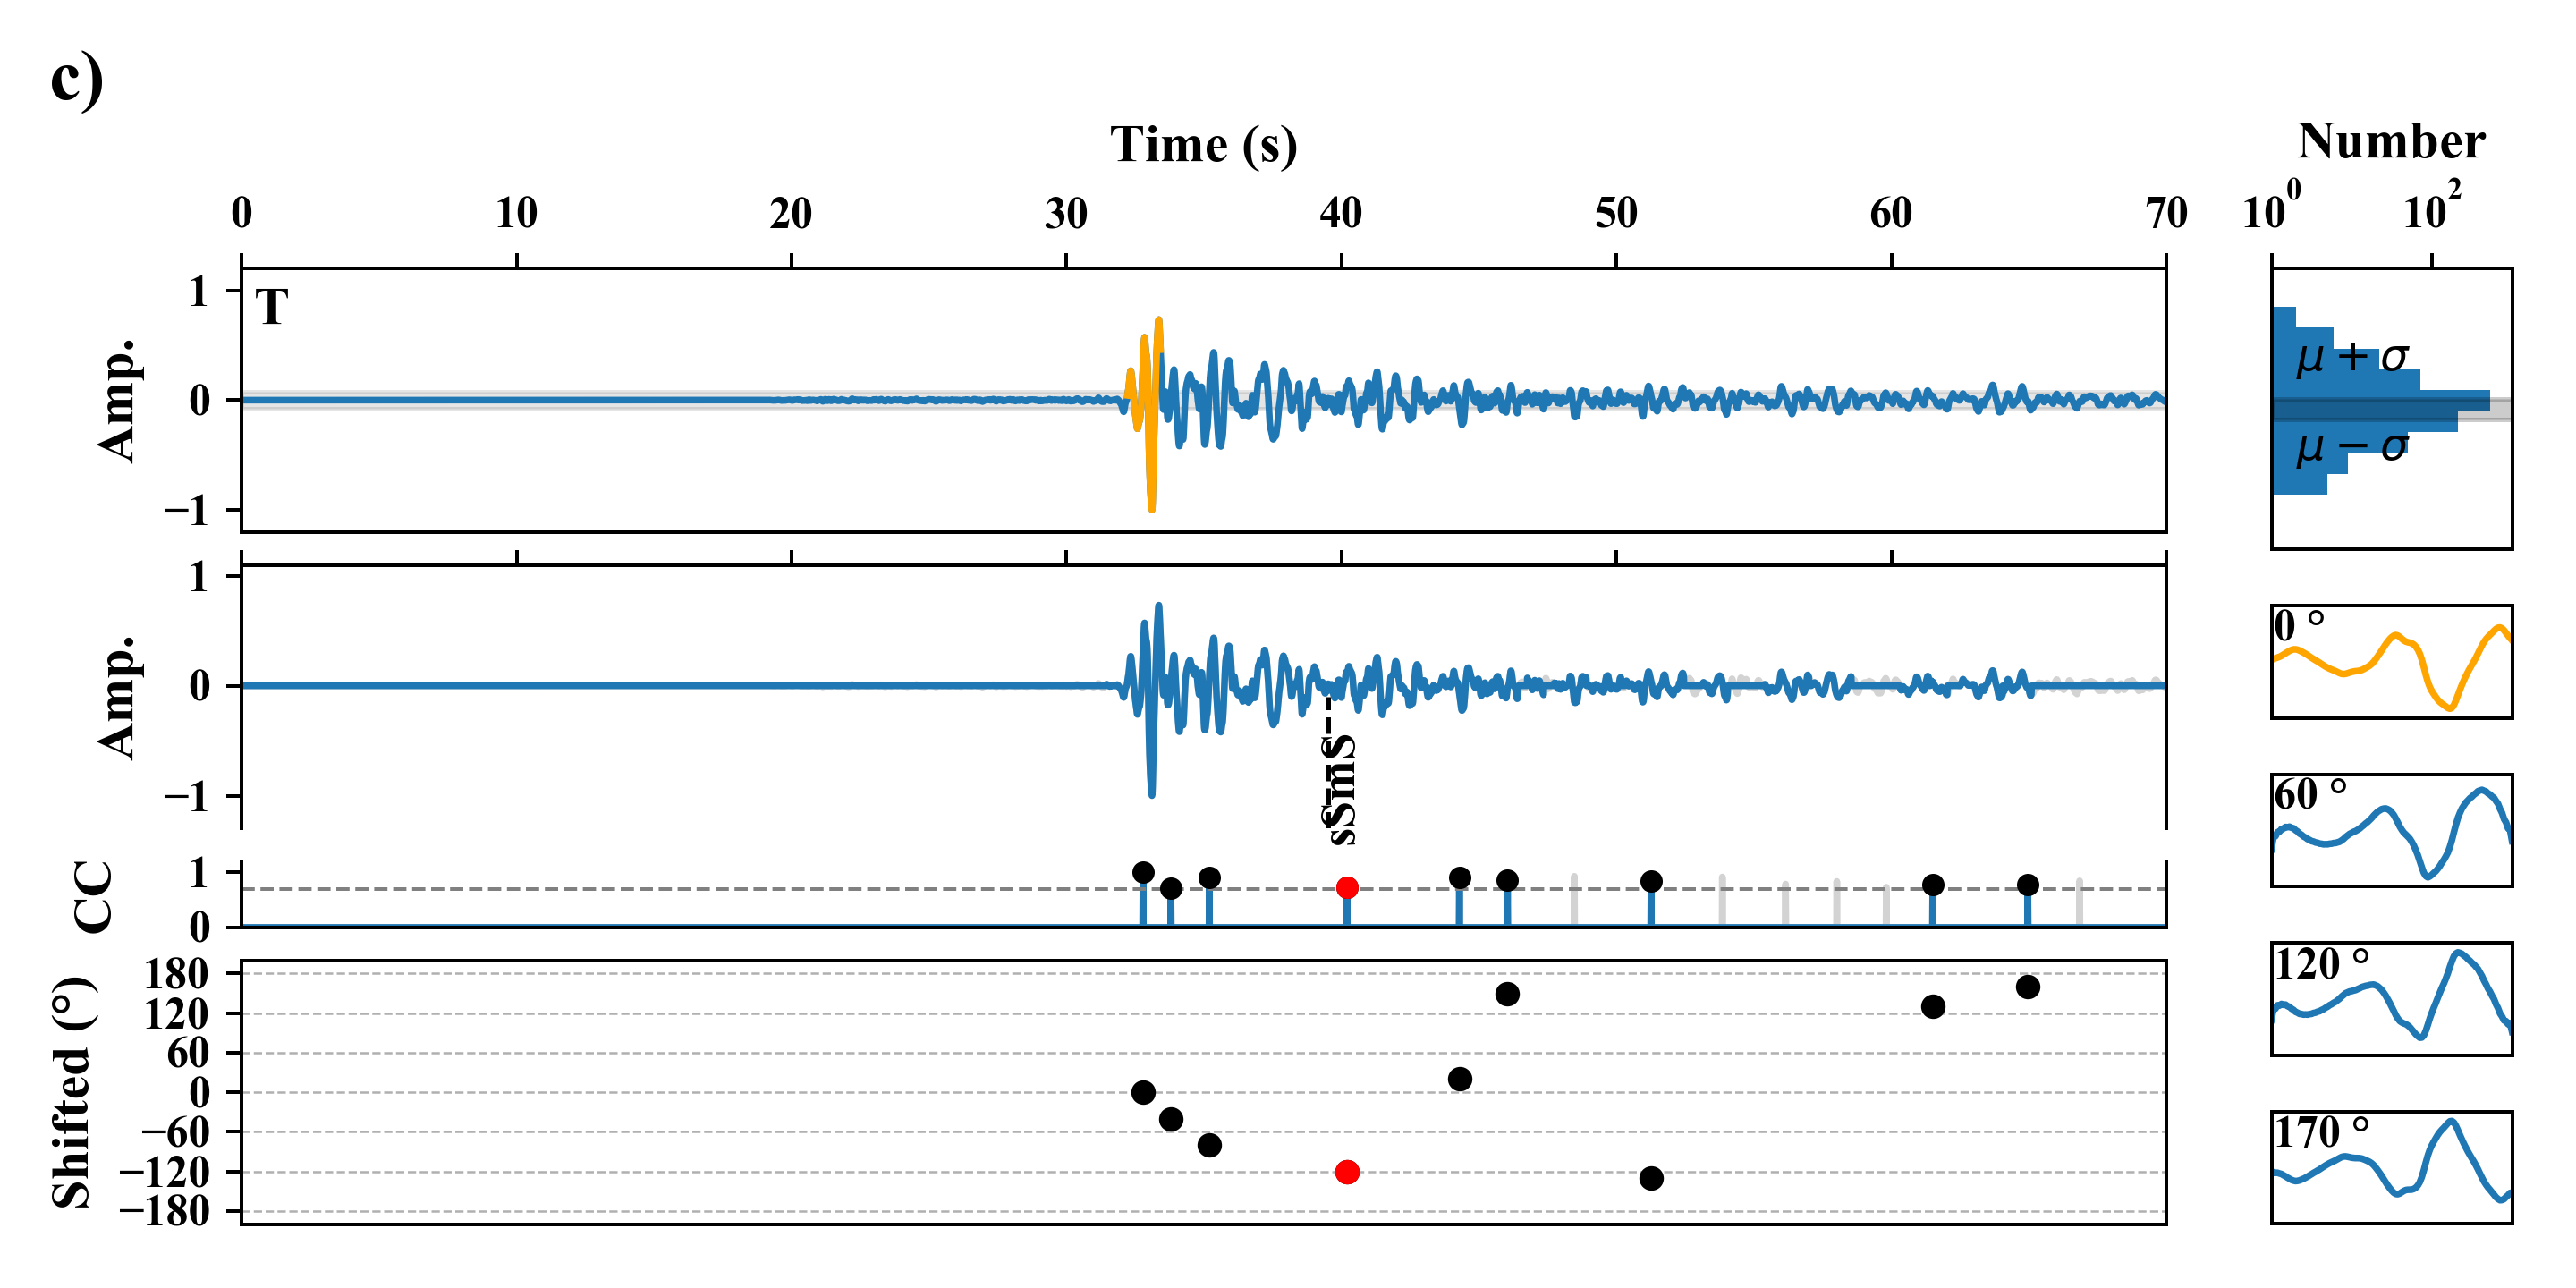 c)
Time (s)
Number
0 10 20 30 40 50 60 70
10^0 10^2
T
Amp.
1
0
−1
μ + σ
μ − σ
Amp.
1
0
−1
sSmS
0 °
60 °
CC
1
0
120 °
Shifted (°)
180
120
60
0
−60
−120
−180
170 °